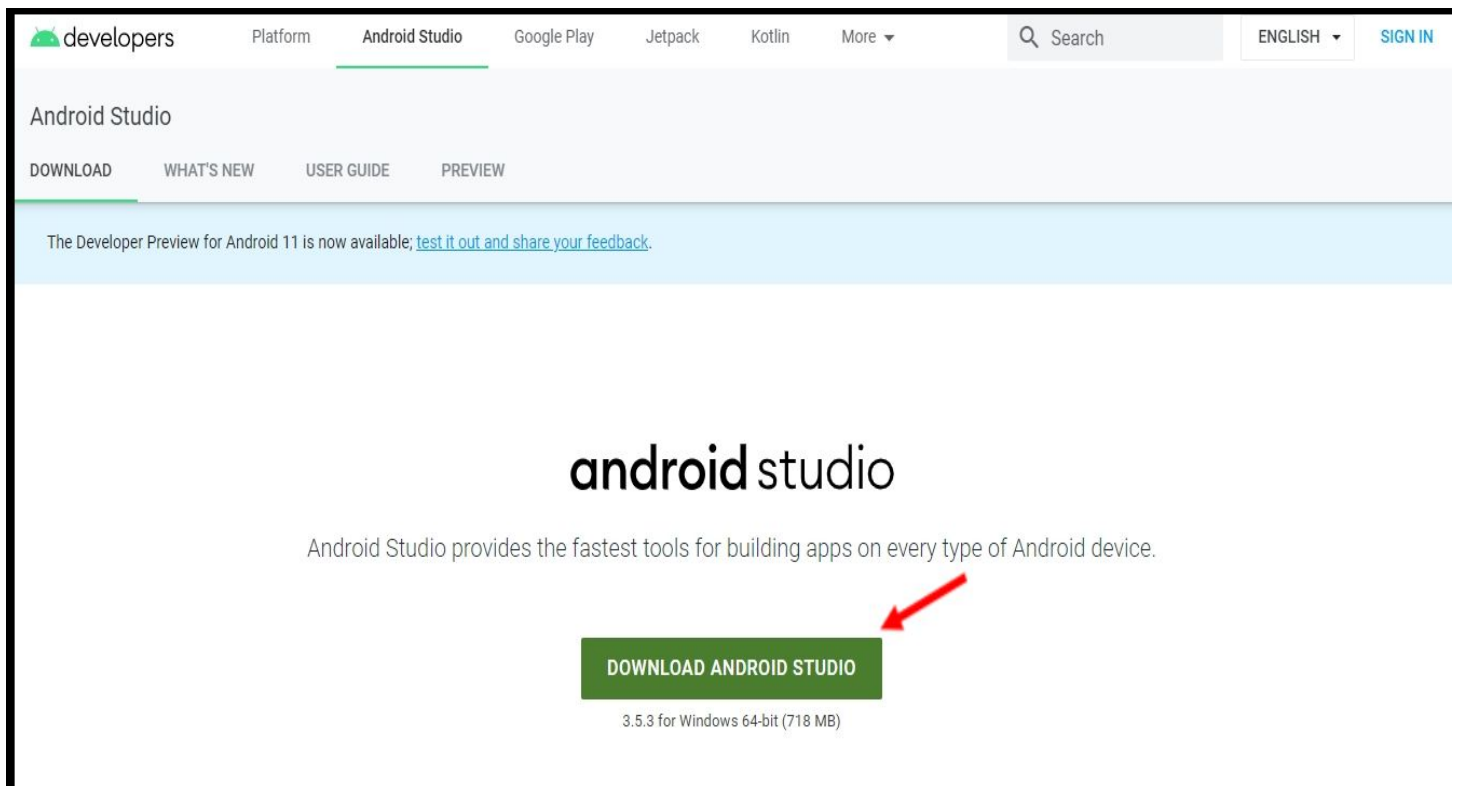 developers Platform Android Studio Google Play Jetpack Kotlin More Search ENGLISH SIGN IN
Android Studio
DOWNLOAD WHAT'S NEW USER GUIDE PREVIEW
The Developer Preview for Android 11 is now available; test it out and share your feedback.
android studio
Android Studio provides the fastest tools for building apps on every type of Android device.
DOWNLOAD ANDROID STUDIO
3.5.3 for Windows 64-bit (718 MB)